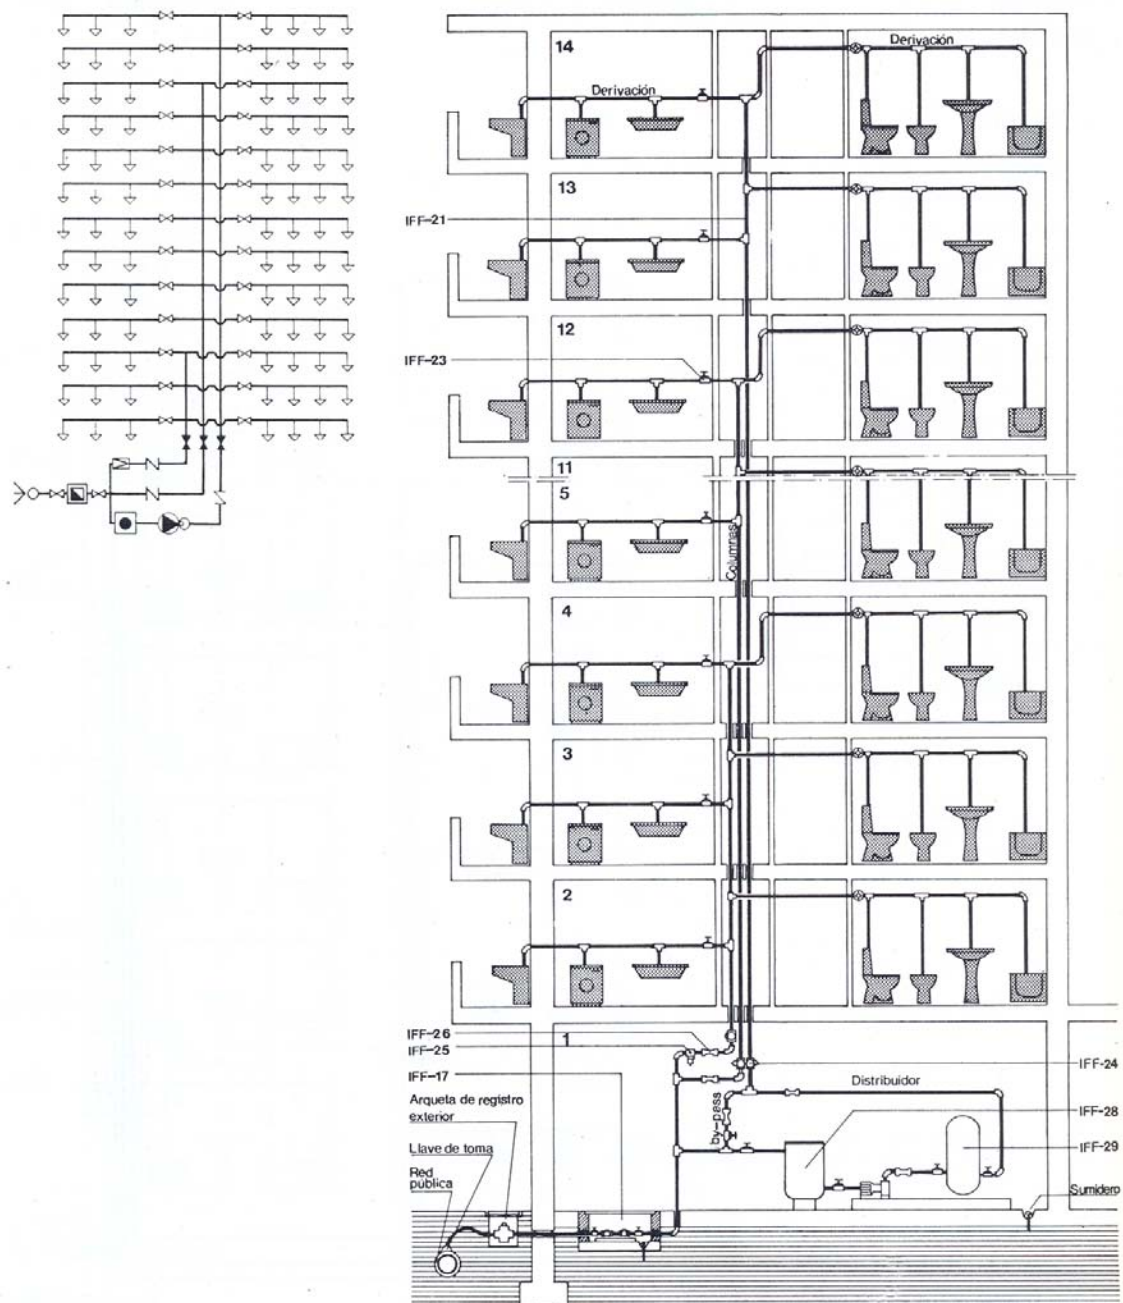 14
Derivación
Derivación
13
IFF-21
12
IFF-23
11
5
Columnas
4
3
2
1
IFF-26
IFF-25
IFF-17
IFF-24
Arqueta de registro
exterior
Distribuidor
by-pass
IFF-28
Llave de toma
IFF-29
Red
pública
Sumidero